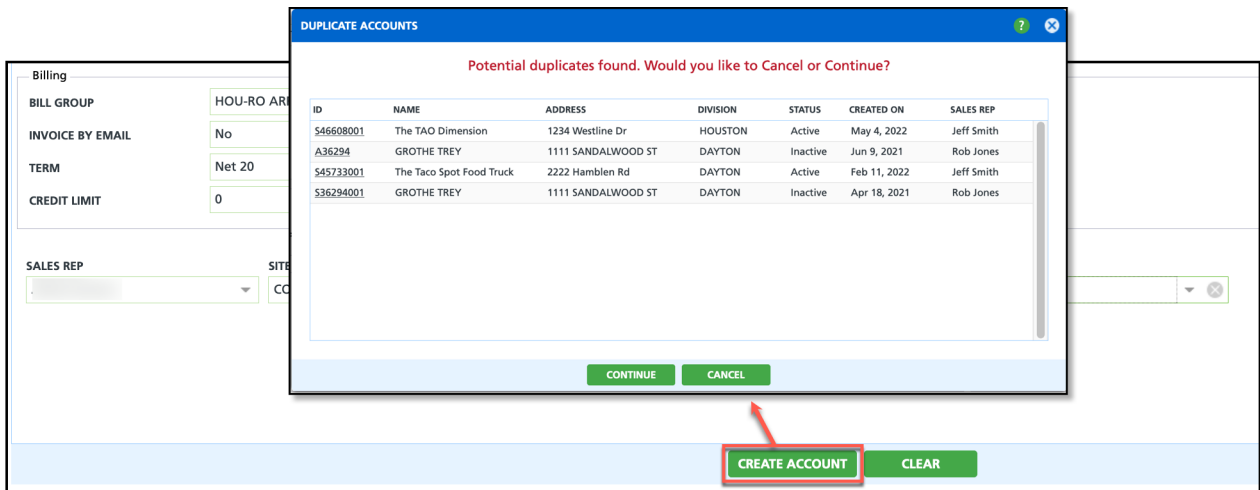 DUPLICATE ACCOUNTS ?
Potential duplicates found. Would you like to Cancel or Continue?
ID NAME ADDRESS DIVISION STATUS CREATED ON SALES REP
S46608001 The TAO Dimension 1234 Westline Dr HOUSTON Active May 4, 2022 Jeff Smith
A36294 GROTHE TREY 1111 SANDALWOOD ST DAYTON Inactive Jun 9, 2021 Rob Jones
S45733001 The Taco Spot Food Truck 2222 Hamblen Rd DAYTON Active Feb 11, 2022 Jeff Smith
S36294001 GROTHE TREY 1111 SANDALWOOD ST DAYTON Inactive Apr 18, 2021 Rob Jones
CONTINUE CANCEL
Billing
BILL GROUP HOU-RO
INVOICE BY EMAIL No
TERM Net 20
CREDIT LIMIT 0
SALES REP SITE
CREATE ACCOUNT CLEAR